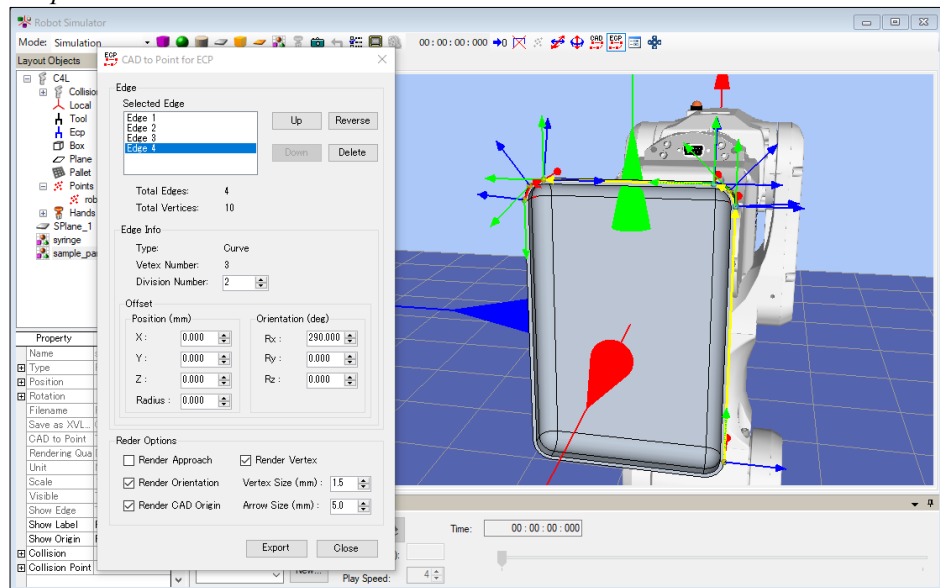 Robot Simulator
Mode: Simulation
00 : 00 : 00 : 000
CAD
ECP
Layout Objects
C4L
Collisio
Local
Tool
Ecp
Box
Plane
Pallet
Points
rob
Hands
SPlane_1
syringe
sample_pa
Property
Name
Type
Position
Rotation
Filename
Save as XVL...
CAD to Point
Rendering Qua
Unit
Scale
Visible
Show Edge
Show Label
Show Origin
Collision
Collision Point
ECP CAD to Point for ECP
Edge
Selected Edge
Edge 1
Edge 2
Edge 3
Edge 4
Up
Reverse
Down
Delete
Total Edges: 4
Total Vertices: 10
Edge Info
Type: Curve
Vetex Number: 3
Division Number: 2
Offset
Position (mm)
Orientation (deg)
X : 0.000
Rx : 290.000
Y : 0.000
Ry : 0.000
Z : 0.000
Rz : 0.000
Radius : 0.000
Reder Options
Render Approach
Render Vertex
Render Orientation
Vertex Size (mm) : 1.5
Render CAD Origin
Arrow Size (mm) : 5.0
Export
Close
Time: 00 : 00 : 00 : 000
New...
Play Speed: 4